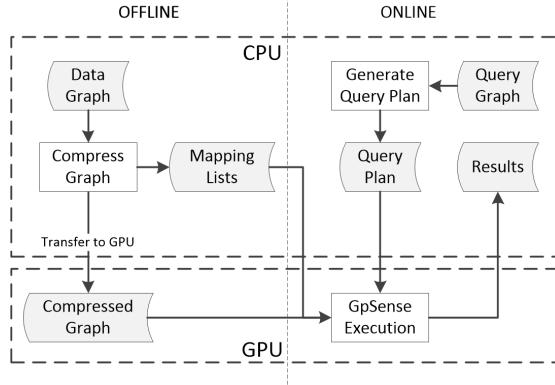 OFFLINE
ONLINE
CPU
Data
Graph
Generate
Query Plan
Query
Graph
Compress
Graph
Mapping
Lists
Query
Plan
Results
Transfer to GPU
Compressed
Graph
GpSense
Execution
GPU